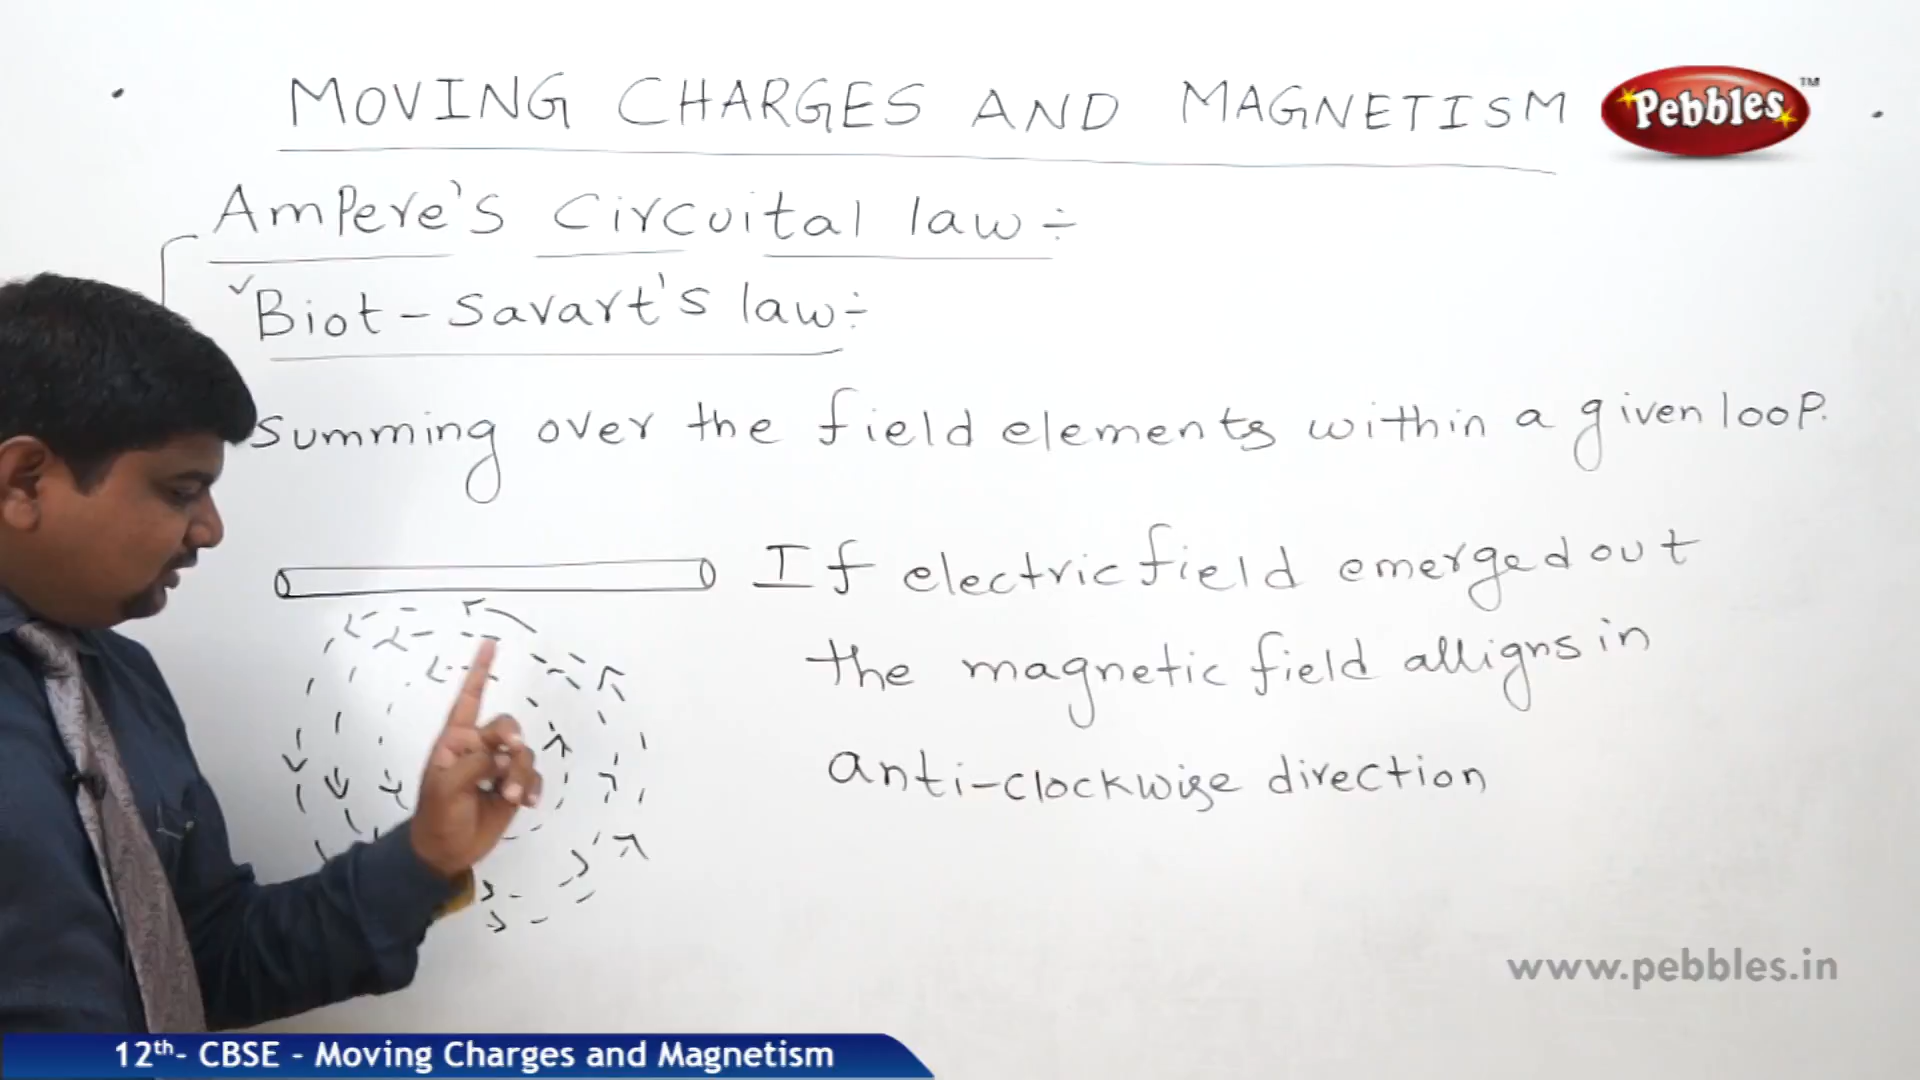 MOVING CHARGES AND MAGNETISM
Pebbles™
Ampere's Circuital law÷
Biot-Savart's law÷
summing over the field elements within a given loop.
If electric field emerged out
the magnetic field alligns in
anti-clockwise direction
www.pebbles.in
12th- CBSE - Moving Charges and Magnetism